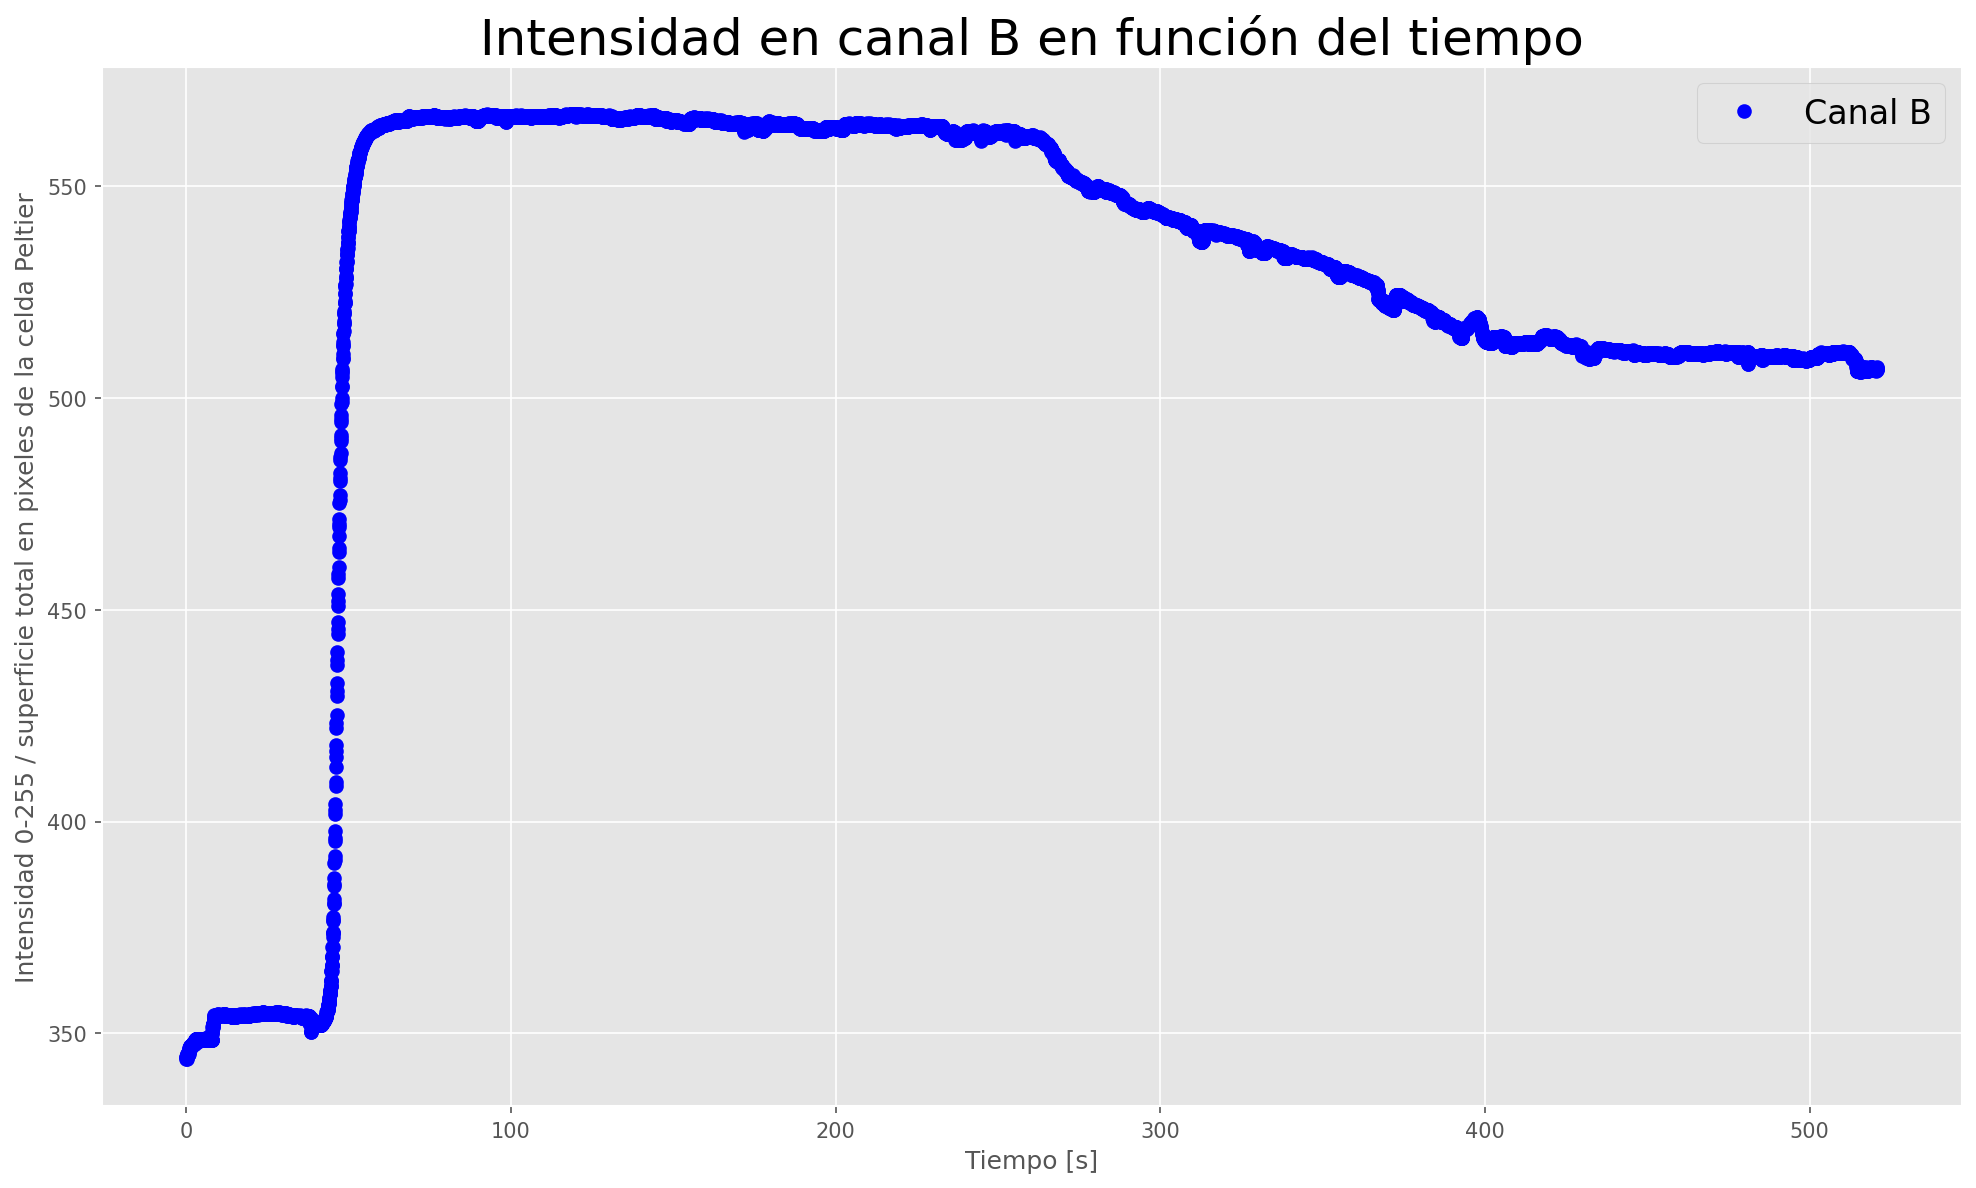 Intensidad en canal B en función del tiempo
Canal B
Intensidad 0-255 / superficie total en pixeles de la celda Peltier
550
500
450
400
350
0 100 200 300 400 500
Tiempo [s]